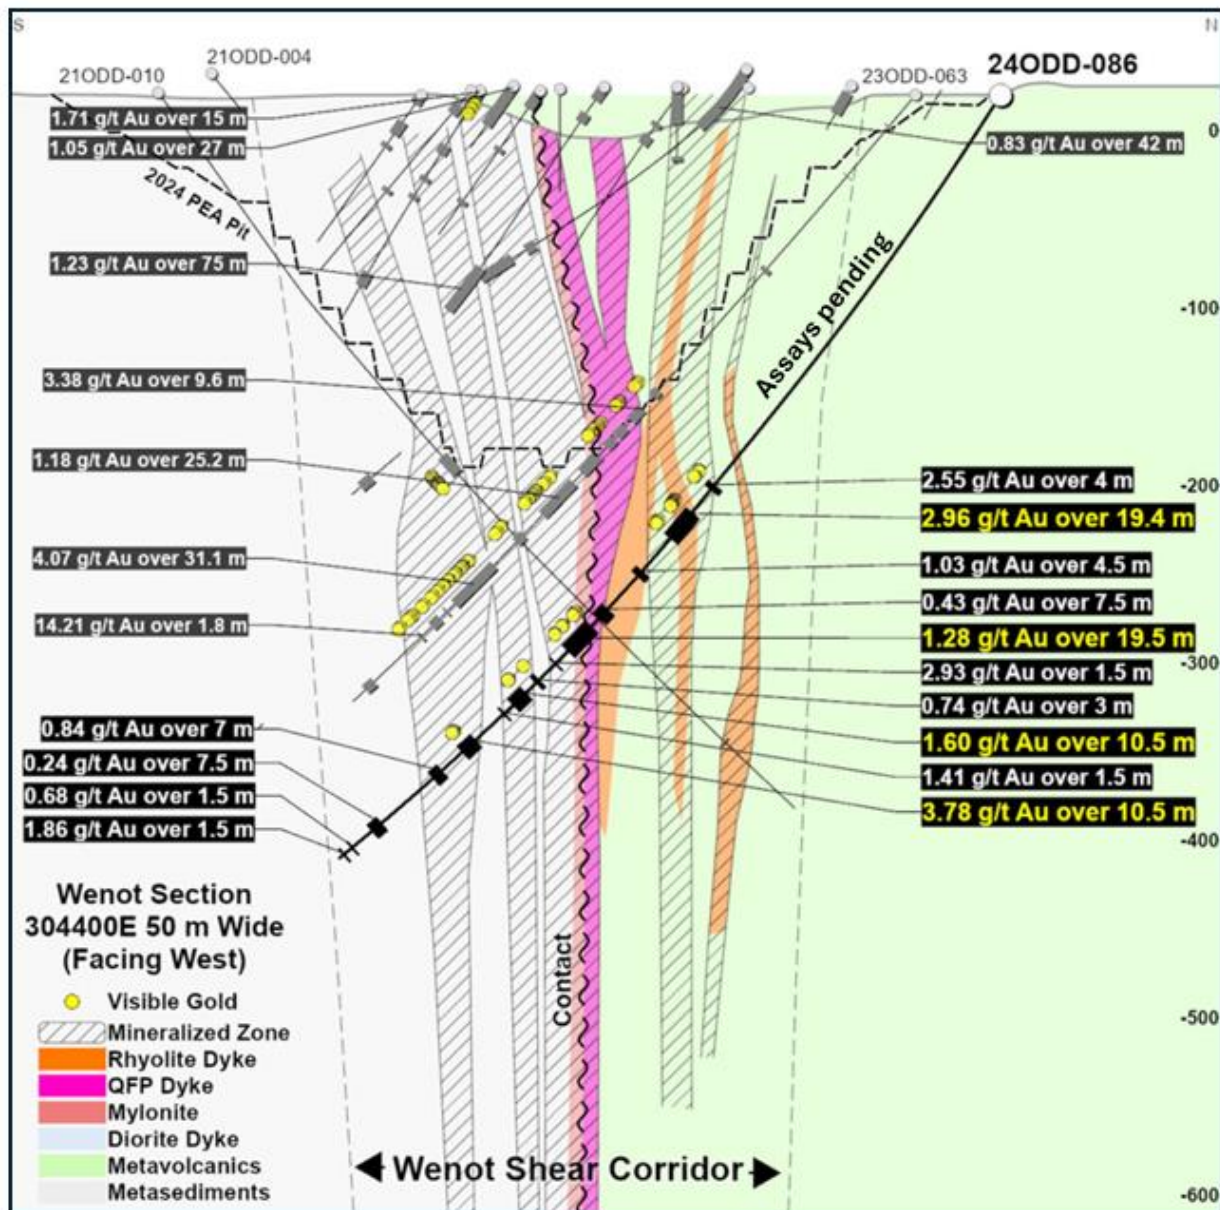 S
N
21ODD-004
21ODD-010
23ODD-063
24ODD-086
1.71 g/t Au over 15 m
1.05 g/t Au over 27 m
0.83 g/t Au over 42 m
0
2024 PEA Pit
1.23 g/t Au over 75 m
Assays pending
-100
3.38 g/t Au over 9.6 m
1.18 g/t Au over 25.2 m
4.07 g/t Au over 31.1 m
14.21 g/t Au over 1.8 m
-200
2.55 g/t Au over 4 m
2.96 g/t Au over 19.4 m
1.03 g/t Au over 4.5 m
0.43 g/t Au over 7.5 m
1.28 g/t Au over 19.5 m
-300
2.93 g/t Au over 1.5 m
0.74 g/t Au over 3 m
1.60 g/t Au over 10.5 m
1.41 g/t Au over 1.5 m
3.78 g/t Au over 10.5 m
0.84 g/t Au over 7 m
0.24 g/t Au over 7.5 m
0.68 g/t Au over 1.5 m
1.86 g/t Au over 1.5 m
-400
Wenot Section
304400E 50 m Wide
(Facing West)
Visible Gold
Mineralized Zone
Rhyolite Dyke
QFP Dyke
Mylonite
Diorite Dyke
Metavolcanics
Metasediments
Contact
-500
Wenot Shear Corridor
-600